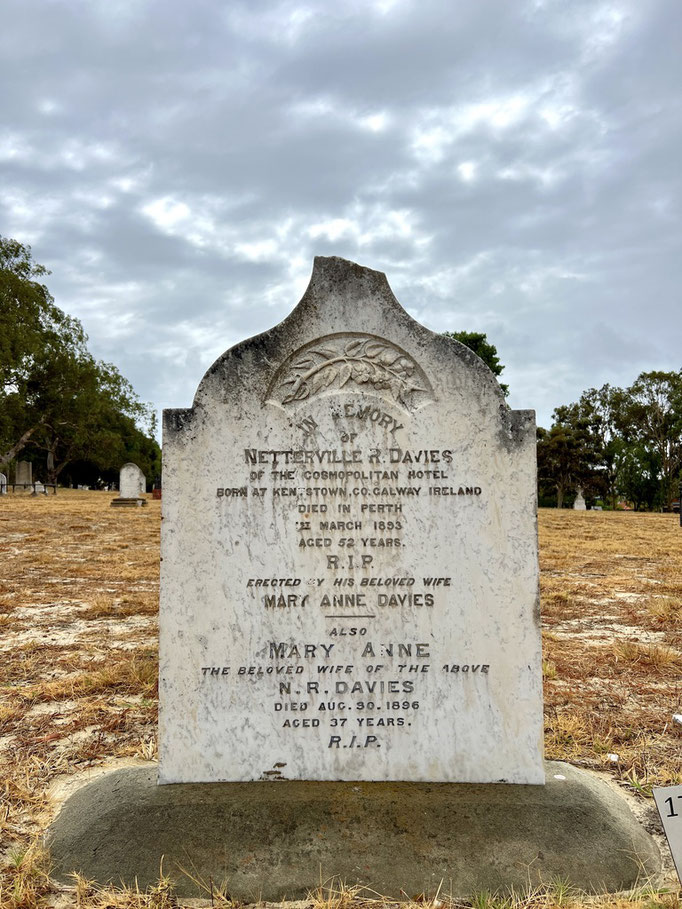 IN MEMORY
OF
NETTERVILLE R. DAVIES
OF THE COSMOPOLITAN HOTEL
BORN AT KENTSTOWN, CO. GALWAY IRELAND
DIED IN PERTH
MARCH 1893
AGED 52 YEARS.
R.I.P.
ERECTED BY HIS BELOVED WIFE
MARY ANNE DAVIES
ALSO
MARY ANNE
THE BELOVED WIFE OF THE ABOVE
N. R. DAVIES
DIED AUG. 30. 1896
AGED 37 YEARS.
R.I.P.